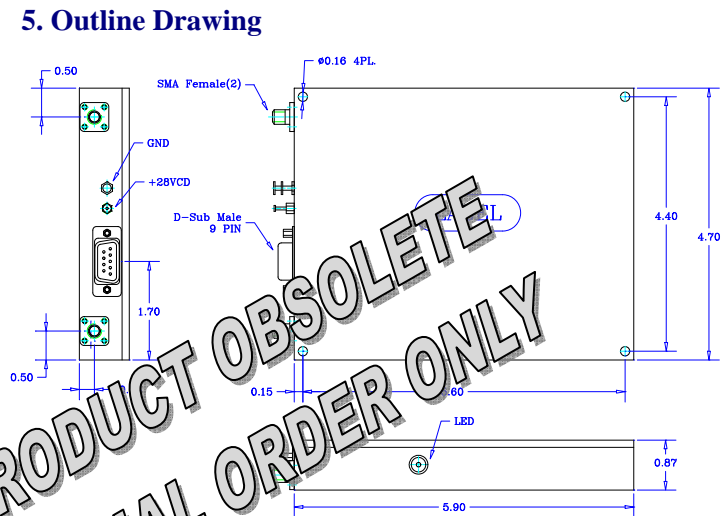 5. Outline Drawing
0.50
SMA Female(2)
ø0.16 4PL.
GND
+28VCD
D-Sub Male
9 PIN
4.40
4.70
1.70
0.50
0.15
.60
LED
0.87
5.90
PRODUCT OBSOLETE
ORDER ONLY